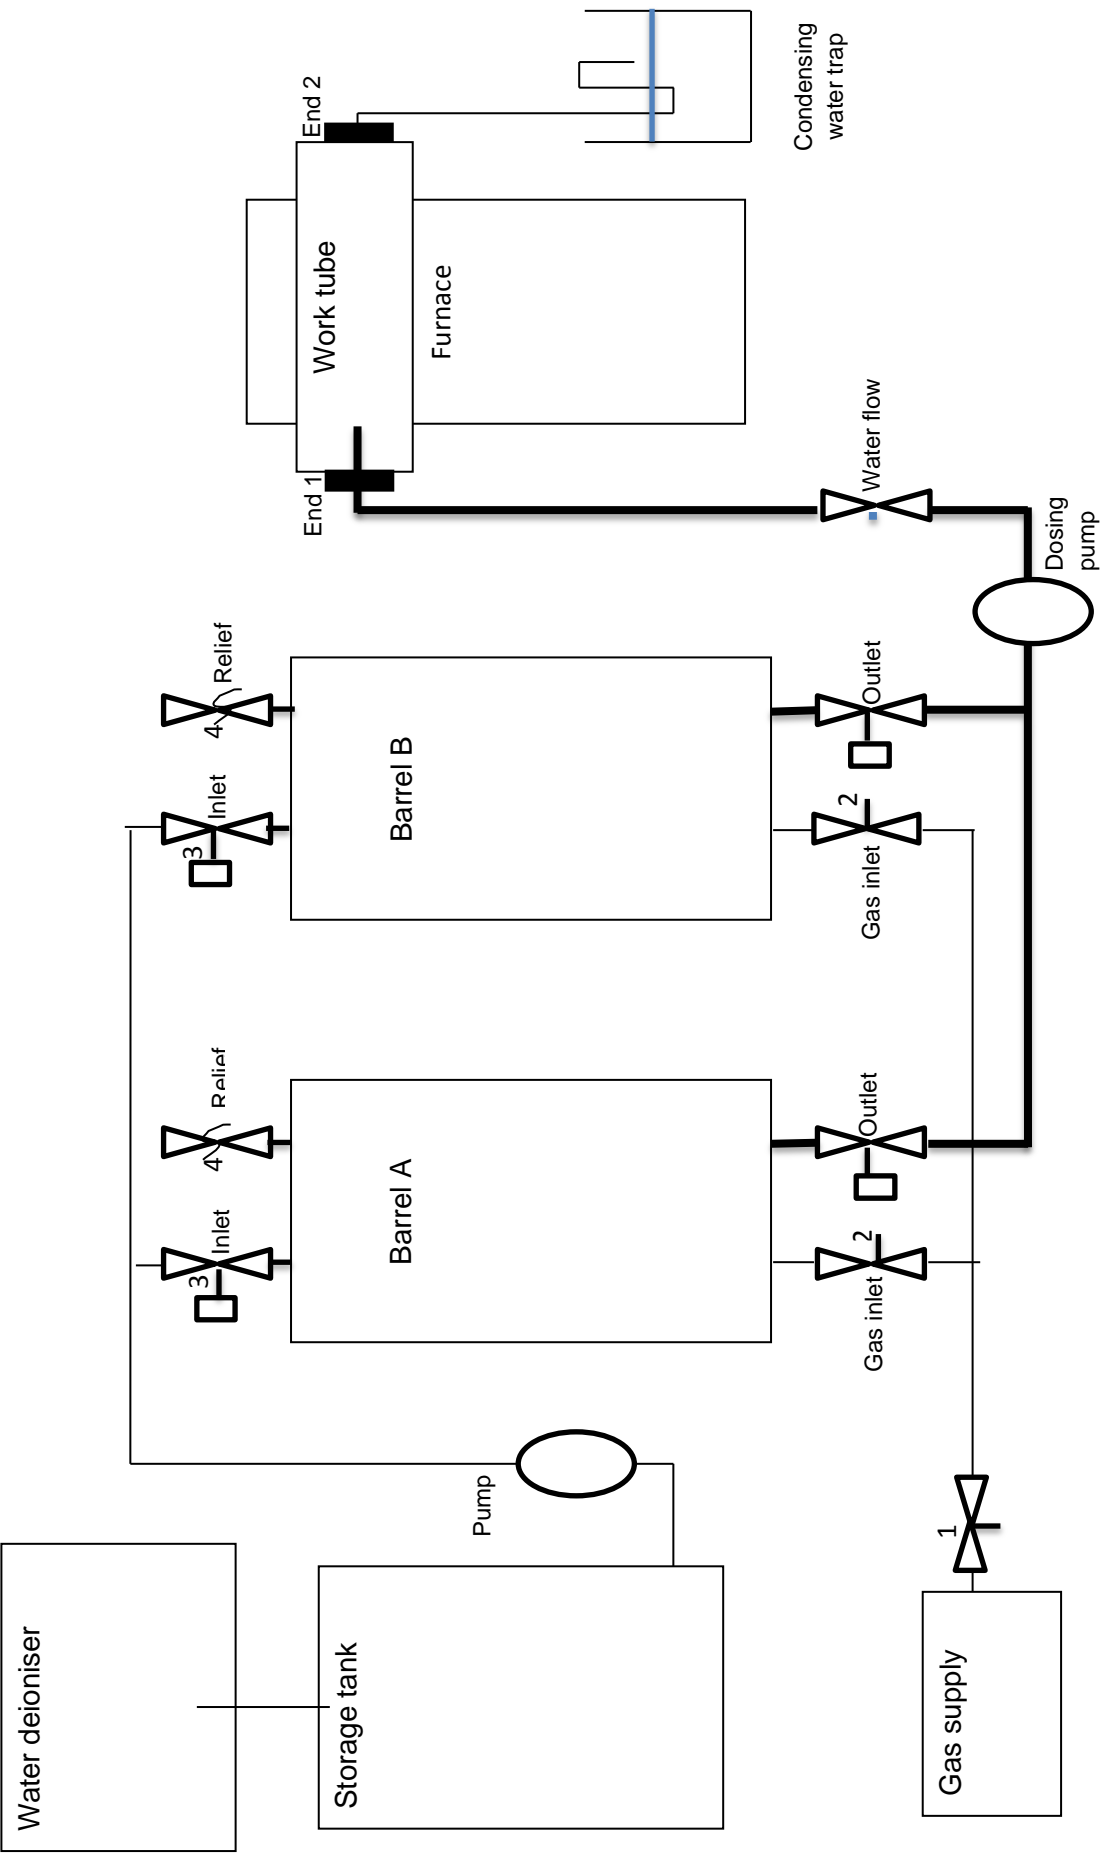 Water deioniser
Storage tank
Pump
Gas supply
1
3
Inlet
4
Relief
Barrel A
Gas inlet
2
Outlet
3
Inlet
4
Relief
Barrel B
Gas inlet
2
Outlet
Dosing
pump
Water flow
End 1
Work tube
Furnace
End 2
Condensing
water trap